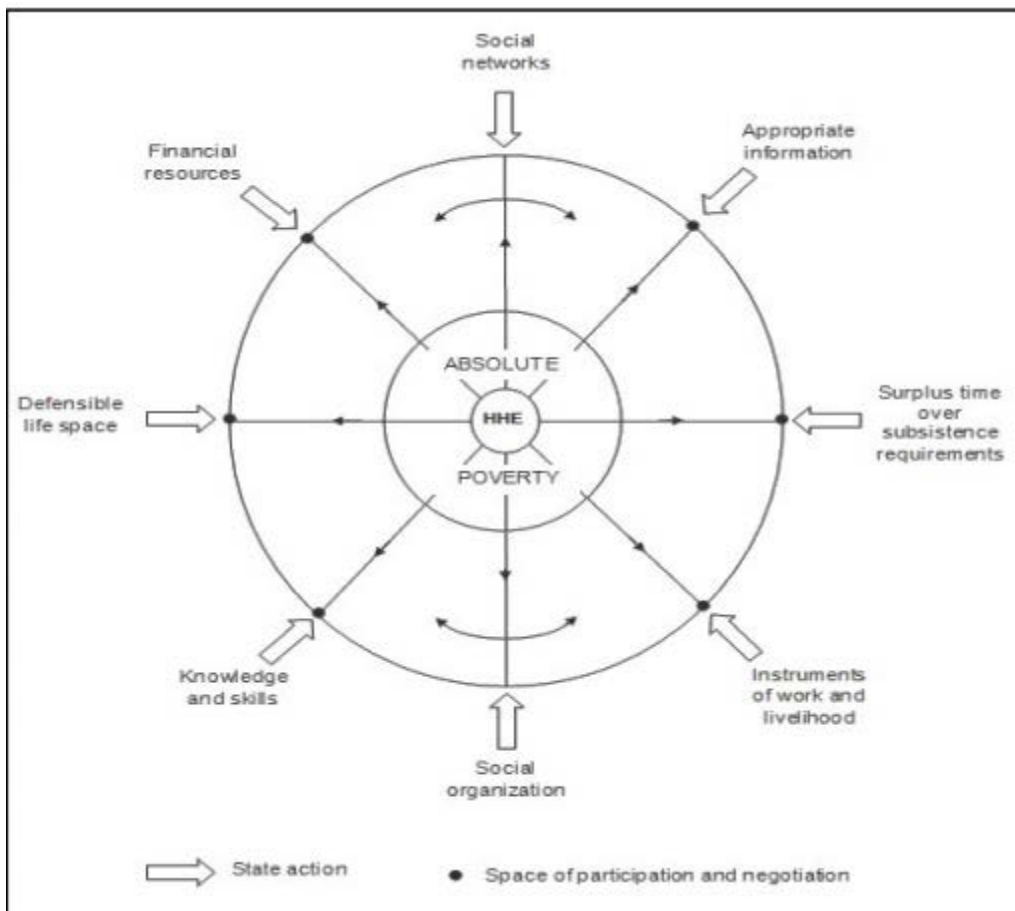 Social
networks
Appropriate
information
Financial
resources
ABSOLUTE
HHE
POVERTY
Defensible
life space
Surplus time
over
subsistence
requirements
Knowledge
and skills
Instruments
of work and
livelihood
Social
organization
State action
Space of participation and negotiation